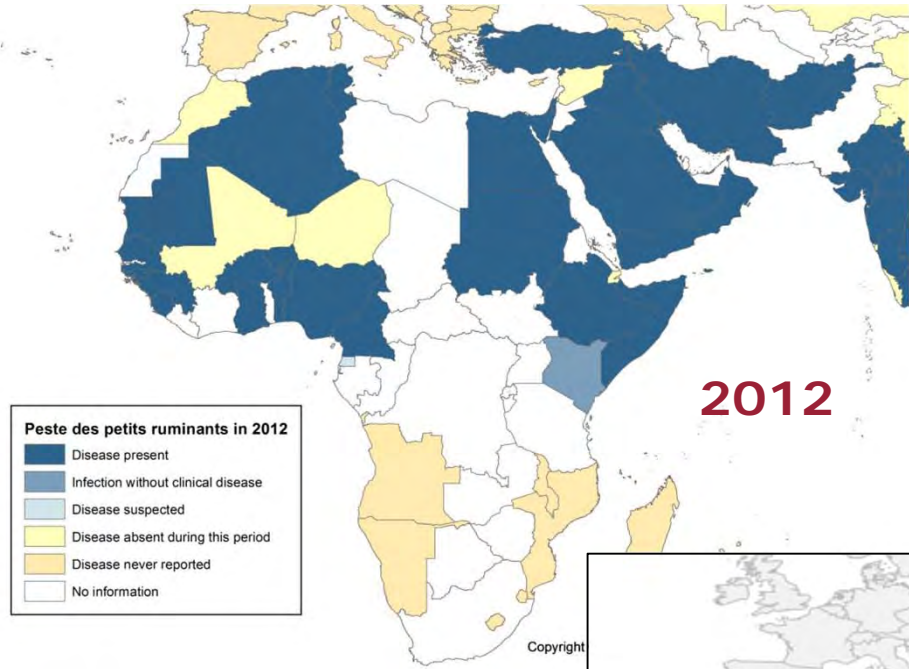 2012
Peste des petits ruminants in 2012
Disease present
Infection without clinical disease
Disease suspected
Disease absent during this period
Disease never reported
No information
Copyright